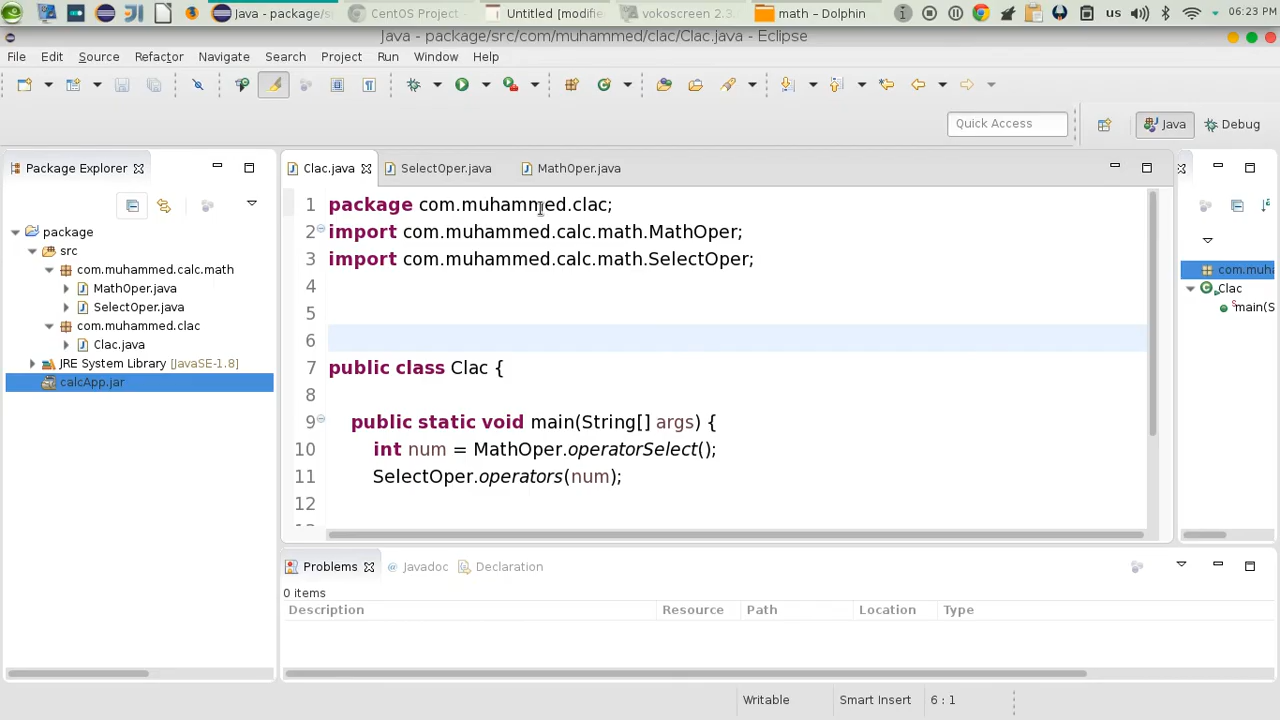 Java - package/s
CentOS Project -
Untitled [modifie
vokoscreen 2.3.
math – Dolphin
us
06:23 PM
Java - package/src/com/muhammed/clac/Clac.java - Eclipse
File Edit Source Refactor Navigate Search Project Run Window Help
Quick Access
Java
Debug
Package Explorer
Clac.java
SelectOper.java
MathOper.java
1 package com.muhammed.clac;
2 import com.muhammed.calc.math.MathOper;
3 import com.muhammed.calc.math.SelectOper;
4
5
6
7 public class Clac {
8
9 public static void main(String[] args) {
10 int num = MathOper.operatorSelect();
11 SelectOper.operators(num);
12
package
src
com.muhammed.calc.math
MathOper.java
SelectOper.java
com.muhammed.clac
Clac.java
JRE System Library [JavaSE-1.8]
calcApp.jar
com.muha
Clac
main(S
Problems
Javadoc
Declaration
0 items
Description Resource Path Location Type
Writable Smart Insert 6 : 1